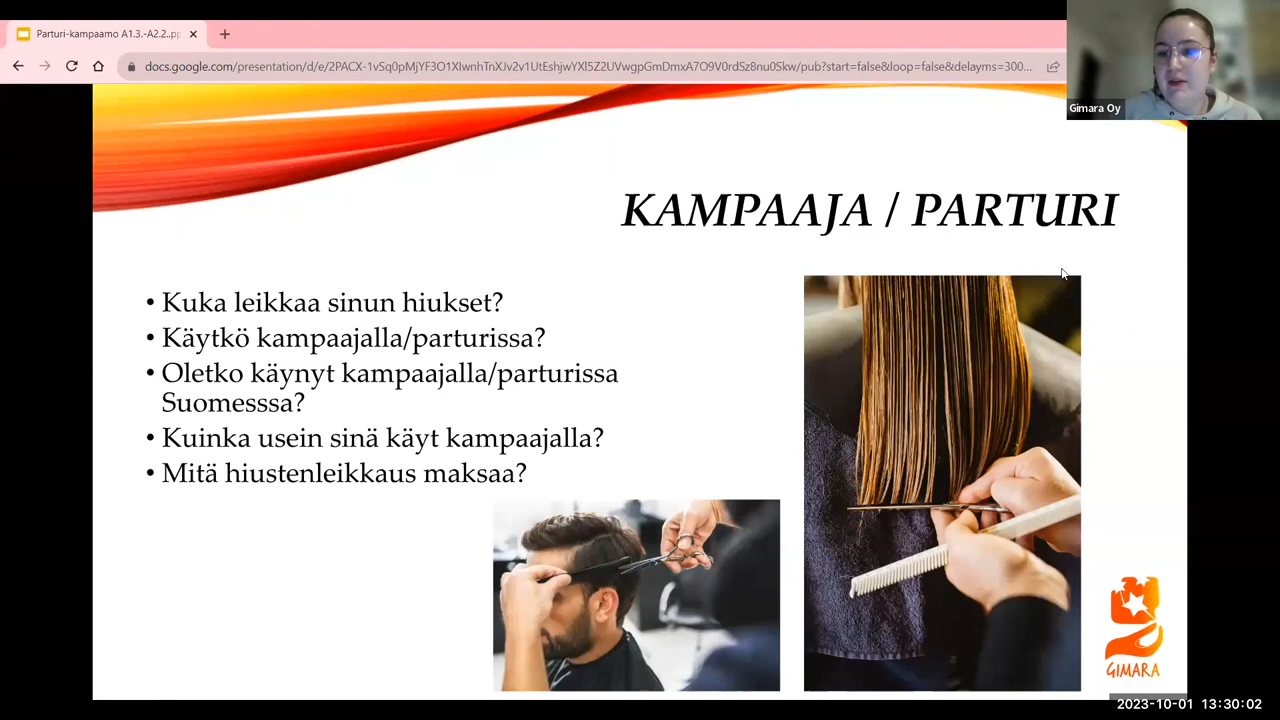 Parturi-kampaamo A1.3.-A2.2..pp
docs.google.com/presentation/d/e/2PACX-1vSq0pMjYF3O1XIwnhTnXJv2v1UtEshjwYXl5Z2UVwgpGmDmxA7O9V0rdSz8nu0Skw/pub?start=false&loop=false&delayms=300...
Gimara Oy
KAMPAAJA / PARTURI
• Kuka leikkaa sinun hiukset?
• Käytkö kampaajalla/parturissa?
• Oletko käynyt kampaajalla/parturissa
Suomesssa?
• Kuinka usein sinä käyt kampaajalla?
• Mitä hiustenleikkaus maksaa?
GIMARA
2023-10-01 13:30:02